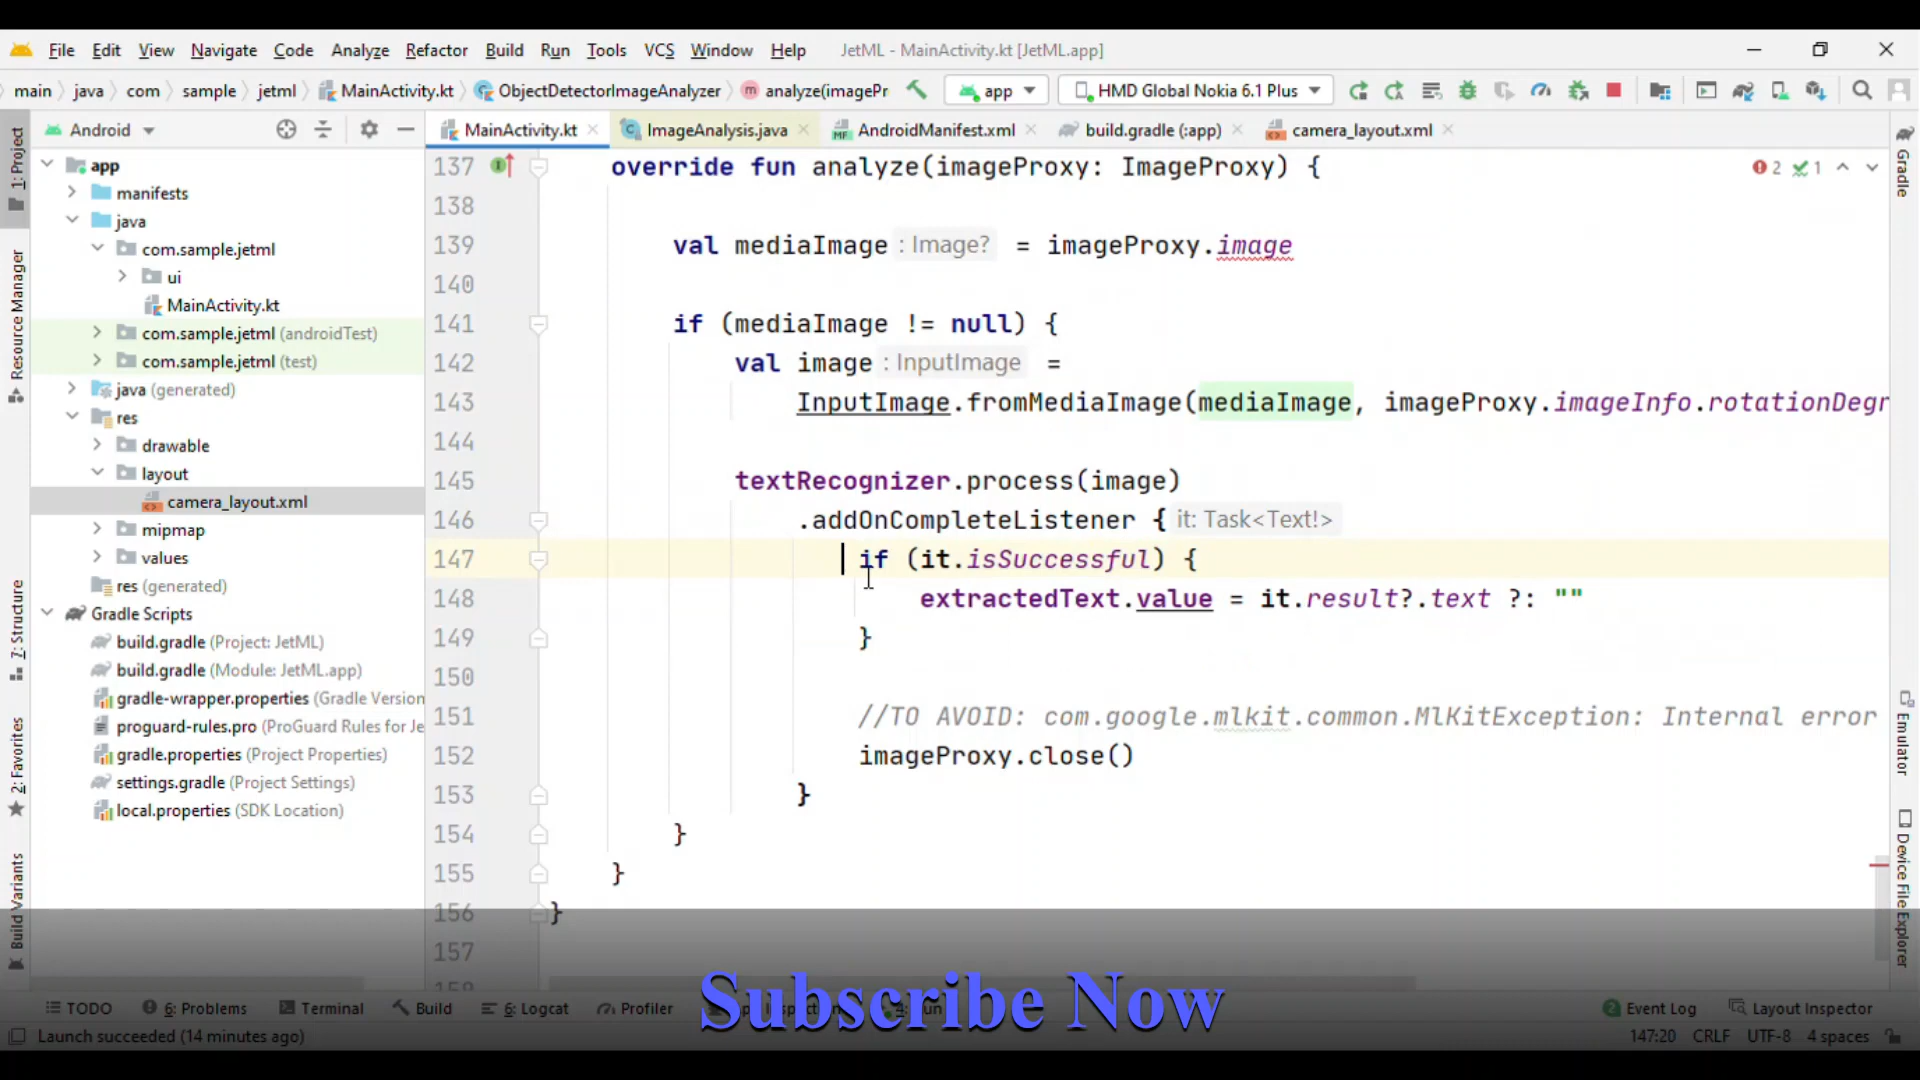 File Edit View Navigate Code Analyze Refactor Build Run Tools VCS Window Help JetML - MainActivity.kt [JetML.app]
main java com sample jetml MainActivity.kt ObjectDetectorImageAnalyzer analyze(imagePr app HMD Global Nokia 6.1 Plus
Android MainActivity.kt ImageAnalysis.java AndroidManifest.xml build.gradle (:app) camera_layout.xml
1: Project
Resource Manager
7: Structure
2: Favorites
Build Variants
app
manifests
java
com.sample.jetml
ui
MainActivity.kt
com.sample.jetml (androidTest)
com.sample.jetml (test)
java (generated)
res
drawable
layout
camera_layout.xml
mipmap
values
res (generated)
Gradle Scripts
build.gradle (Project: JetML)
build.gradle (Module: JetML.app)
gradle-wrapper.properties (Gradle Version
proguard-rules.pro (ProGuard Rules for Je
gradle.properties (Project Properties)
settings.gradle (Project Settings)
local.properties (SDK Location)
137 override fun analyze(imageProxy: ImageProxy) {
138
139 val mediaImage : Image? = imageProxy.image
140
141 if (mediaImage != null) {
142 val image : InputImage =
143 InputImage.fromMediaImage(mediaImage, imageProxy.imageInfo.rotationDegr
144
145 textRecognizer.process(image)
146 .addOnCompleteListener { it: Task<Text!>
147 if (it.isSuccessful) {
148 extractedText.value = it.result?.text ?: ""
149 }
150
151 //TO AVOID: com.google.mlkit.common.MlKitException: Internal error
152 imageProxy.close()
153 }
154 }
155 }
156 }
157
2 1
Gradle
Emulator
Device File Explorer
TODO 6: Problems Terminal Build 6: Logcat Profiler Event Log Layout Inspector
Subscribe Now
Launch succeeded (14 minutes ago) 147:20 CRLF UTF-8 4 spaces